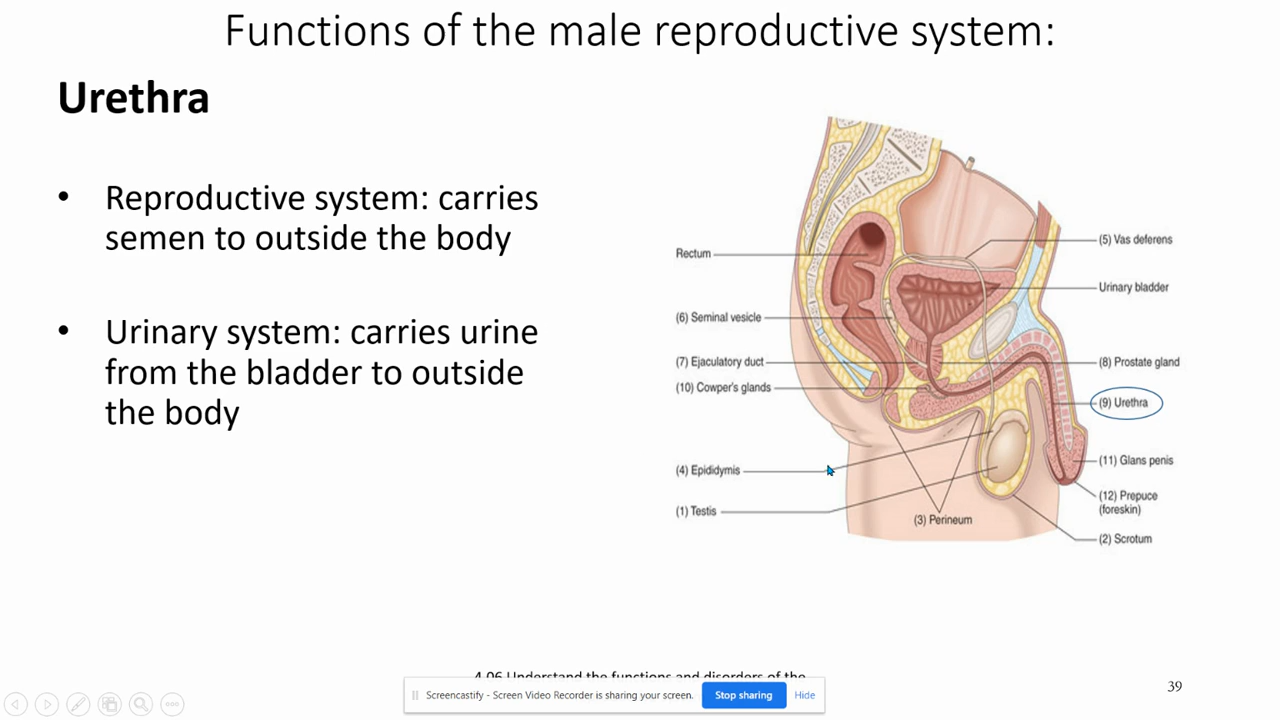 Functions of the male reproductive system:
Urethra
• Reproductive system: carries
semen to outside the body
• Urinary system: carries urine
from the bladder to outside
the body
Rectum
(6) Seminal vesicle
(7) Ejaculatory duct
(10) Cowper's glands
(4) Epididymis
(1) Testis
(3) Perineum
(5) Vas deferens
Urinary bladder
(8) Prostate gland
(9) Urethra
(11) Glans penis
(12) Prepuce
(foreskin)
(2) Scrotum
4.06 Understand the functions and disorders of the
39
Screencastify - Screen Video Recorder is sharing your screen.
Stop sharing
Hide